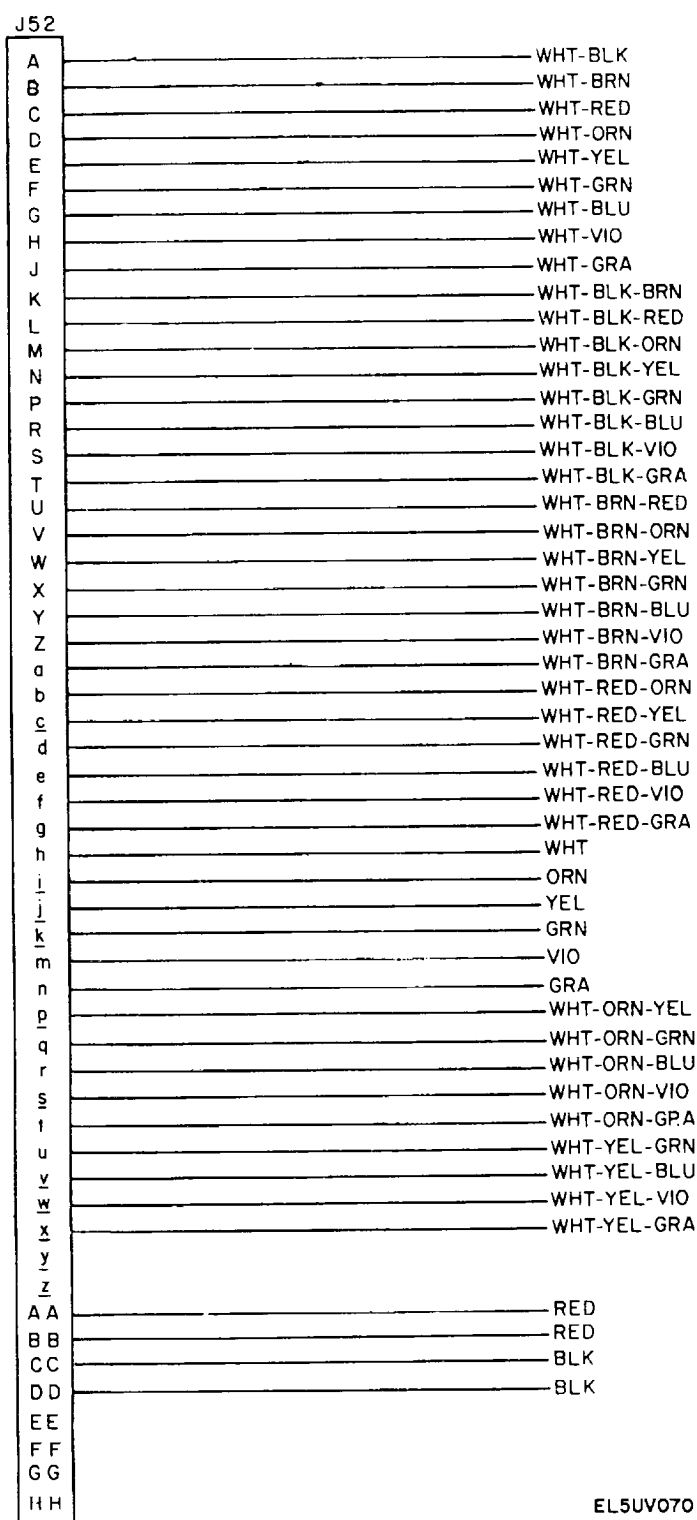 J52
A WHT-BLK
B WHT-BRN
C WHT-RED
D WHT-ORN
E WHT-YEL
F WHT-GRN
G WHT-BLU
H WHT-VIO
J WHT-GRA
K WHT-BLK-BRN
L WHT-BLK-RED
M WHT-BLK-ORN
N WHT-BLK-YEL
P WHT-BLK-GRN
R WHT-BLK-BLU
S WHT-BLK-VIO
T WHT-BLK-GRA
U WHT-BRN-RED
V WHT-BRN-ORN
W WHT-BRN-YEL
X WHT-BRN-GRN
Y WHT-BRN-BLU
Z WHT-BRN-VIO
a WHT-BRN-GRA
b WHT-RED-ORN
c WHT-RED-YEL
d WHT-RED-GRN
e WHT-RED-BLU
f WHT-RED-VIO
g WHT-RED-GRA
h WHT
i ORN
j YEL
k GRN
m VIO
n GRA
p WHT-ORN-YEL
q WHT-ORN-GRN
r WHT-ORN-BLU
s WHT-ORN-VIO
t WHT-ORN-GRA
u WHT-YEL-GRN
v WHT-YEL-BLU
w WHT-YEL-VIO
x WHT-YEL-GRA
y
z
AA RED
BB RED
CC BLK
DD BLK
EE
FF
GG
HH
EL5UV070